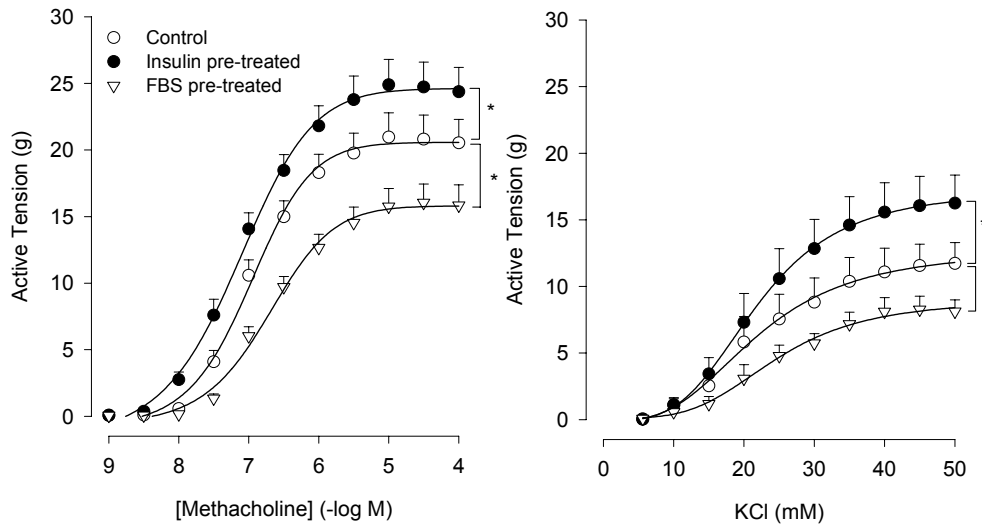 30
25
20
15
10
5
0
Active Tension (g)
Control
Insulin pre-treated
FBS pre-treated
*
*
9 8 7 6 5 4
[Methacholine] (-log M)
30
25
20
15
10
5
0
Active Tension (g)
0 10 20 30 40 50
KCl (mM)